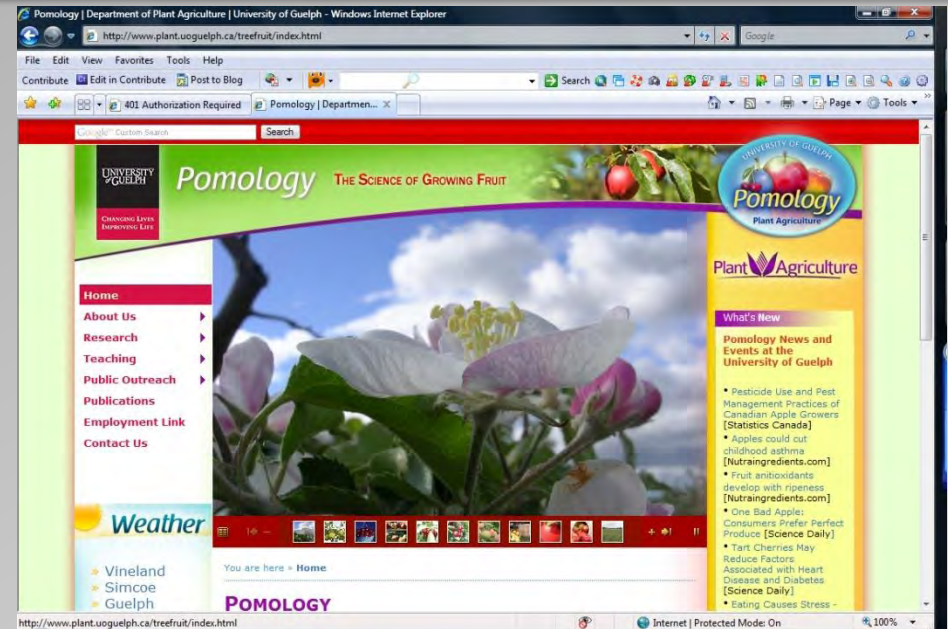 Pomology | Department of Plant Agriculture | University of Guelph - Windows Internet Explorer
http://www.plant.uoguelph.ca/treefruit/index.html
Google
File Edit View Favorites Tools Help
Contribute Edit in Contribute Post to Blog Search
401 Authorization Required Pomology | Departmen... Page Tools
Google™ Custom Search Search
UNIVERSITY
of GUELPH
CHANGING LIVES
IMPROVING LIFE
Pomology THE SCIENCE OF GROWING FRUIT
UNIVERSITY OF GUELPH
Pomology
Plant Agriculture
Plant Agriculture
Home
About Us
Research
Teaching
Public Outreach
Publications
Employment Link
Contact Us
Weather
» Vineland
» Simcoe
» Guelph
You are here » Home
POMOLOGY
What's New
Pomology News and
Events at the
University of Guelph
• Pesticide Use and Pest
Management Practices of
Canadian Apple Growers
[Statistics Canada]
• Apples could cut
childhood asthma
[Nutraingredients.com]
• Fruit anitioxidants
develop with ripeness
[Nutraingredients.com]
• One Bad Apple:
Consumers Prefer Perfect
Produce [Science Daily]
• Tart Cherries May
Reduce Factors
Associated with Heart
Disease and Diabetes
[Science Daily]
• Eating Causes Stress -
http://www.plant.uoguelph.ca/treefruit/index.html
Internet | Protected Mode: On 100%